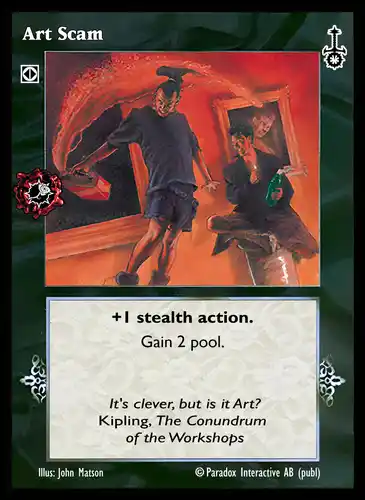 Art Scam
+1 stealth action.
Gain 2 pool.
It's clever, but is it Art?
Kipling, The Conundrum
of the Workshops
Illus: John Matson
© Paradox Interactive AB (publ)